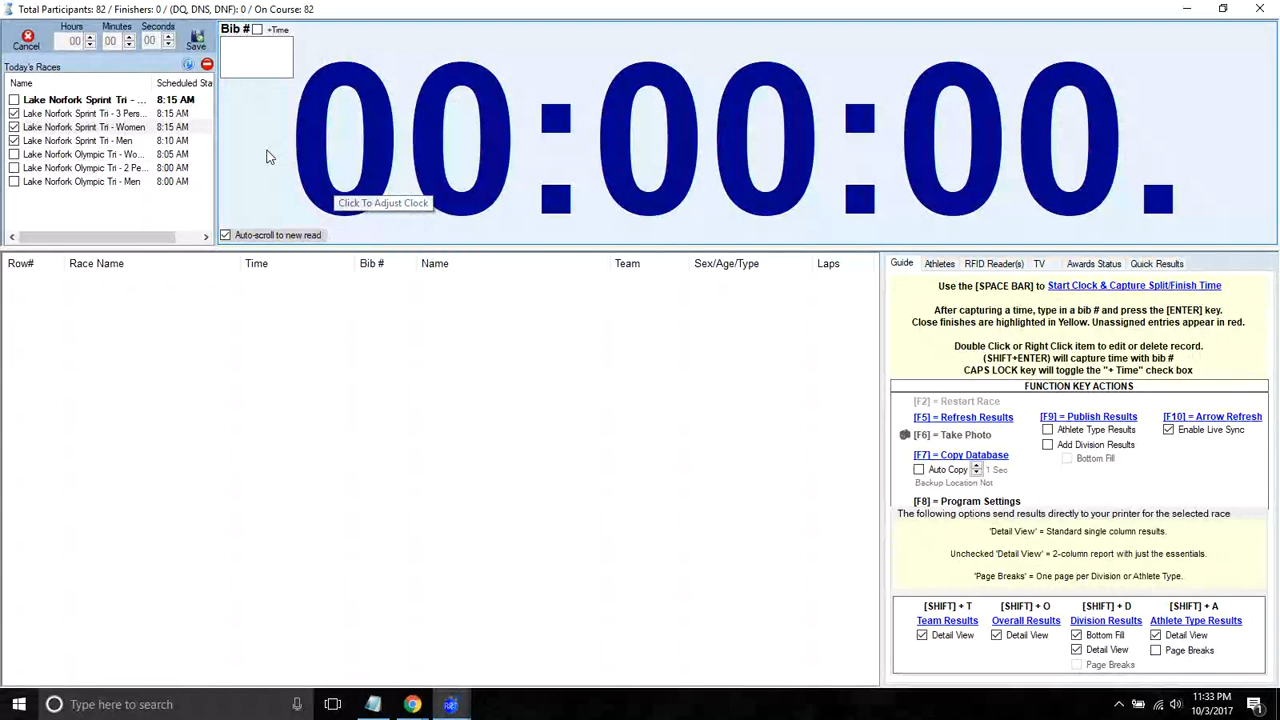 Total Participants: 82 / Finishers: 0 / (DQ, DNS, DNF): 0 / On Course: 82
Hours Minutes Seconds
Cancel 00 00 00 Save
Bib # +Time
Today's Races
Name Scheduled Sta
Lake Norfork Sprint Tri - ... 8:15 AM
Lake Norfork Sprint Tri - 3 Pers... 8:15 AM
Lake Norfork Sprint Tri - Women 8:15 AM
Lake Norfork Sprint Tri - Men 8:10 AM
Lake Norfork Olympic Tri - Wo... 8:05 AM
Lake Norfork Olympic Tri - 2 Pe... 8:00 AM
Lake Norfork Olympic Tri - Men 8:00 AM
00:00:00.
Click To Adjust Clock
Auto-scroll to new read
Row# Race Name Time Bib # Name Team Sex/Age/Type Laps
Guide Athletes RFID Reader(s) TV Awards Status Quick Results
Use the [SPACE BAR] to Start Clock & Capture Split/Finish Time
After capturing a time, type in a bib # and press the [ENTER] key.
Close finishes are highlighted in Yellow. Unassigned entries appear in red.
Double Click or Right Click item to edit or delete record.
(SHIFT+ENTER) will capture time with bib #
CAPS LOCK key will toggle the "+ Time" check box
FUNCTION KEY ACTIONS
[F2] = Restart Race
[F5] = Refresh Results [F9] = Publish Results [F10] = Arrow Refresh
Athlete Type Results Enable Live Sync
[F6] = Take Photo
Add Division Results
[F7] = Copy Database Bottom Fill
Auto Copy 1 Sec
Backup Location Not
[F8] = Program Settings
The following options send results directly to your printer for the selected race
'Detail View' = Standard single column results.
Unchecked 'Detail View' = 2-column report with just the essentials.
'Page Breaks' = One page per Division or Athlete Type.
[SHIFT] + T [SHIFT] + O [SHIFT] + D [SHIFT] + A
Team Results Overall Results Division Results Athlete Type Results
Detail View Detail View Bottom Fill Detail View
Detail View Page Breaks
Page Breaks
Type here to search
11:33 PM
10/3/2017